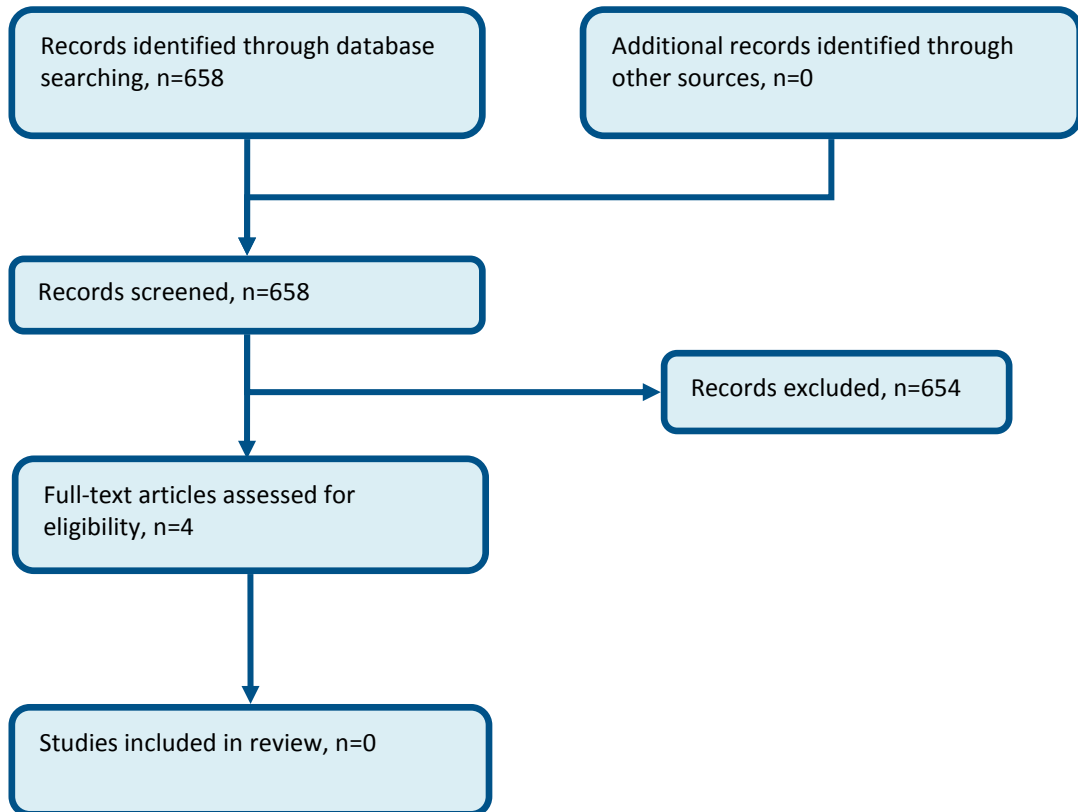 Records identified through database
searching, n=658
Additional records identified through
other sources, n=0
Records screened, n=658
Records excluded, n=654
Full-text articles assessed for
eligibility, n=4
Studies included in review, n=0